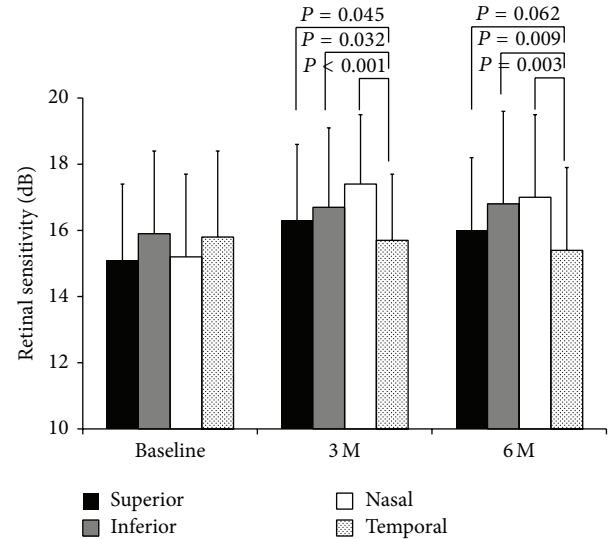 P = 0.045
P = 0.032
P < 0.001
P = 0.062
P = 0.009
P = 0.003
20
18
16
14
12
10
Retinal sensitivity (dB)
Baseline
3 M
6 M
Superior
Inferior
Nasal
Temporal